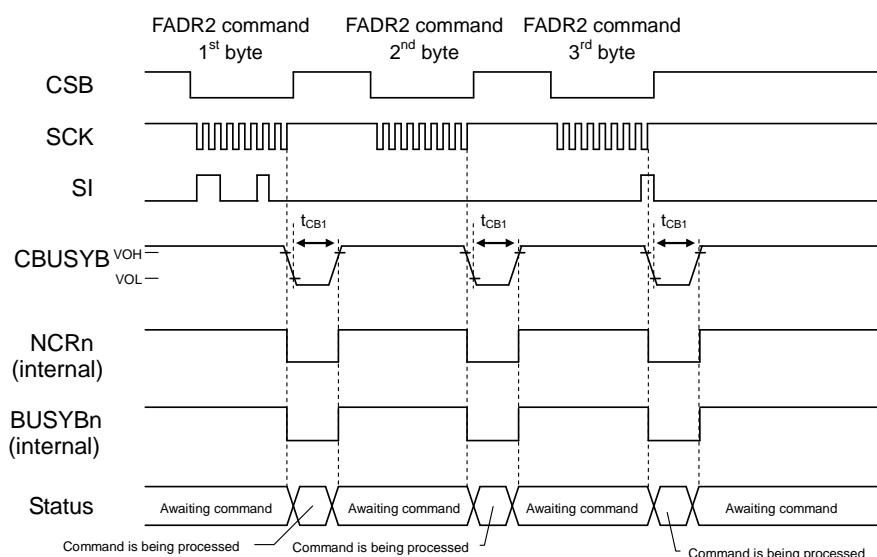 FADR2 command
1st byte
FADR2 command
2nd byte
FADR2 command
3rd byte
CSB
SCK
SI
tCB1
tCB1
tCB1
CBUSYB
VOH
VOL
NCRn
(internal)
BUSYBn
(internal)
Status
Awaiting command
Awaiting command
Awaiting command
Awaiting command
Command is being processed
Command is being processed
Command is being processed